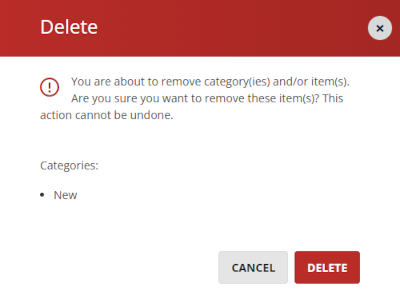 Delete
You are about to remove category(ies) and/or item(s).
Are you sure you want to remove these item(s)? This
action cannot be undone.
Categories:
• New
CANCEL DELETE